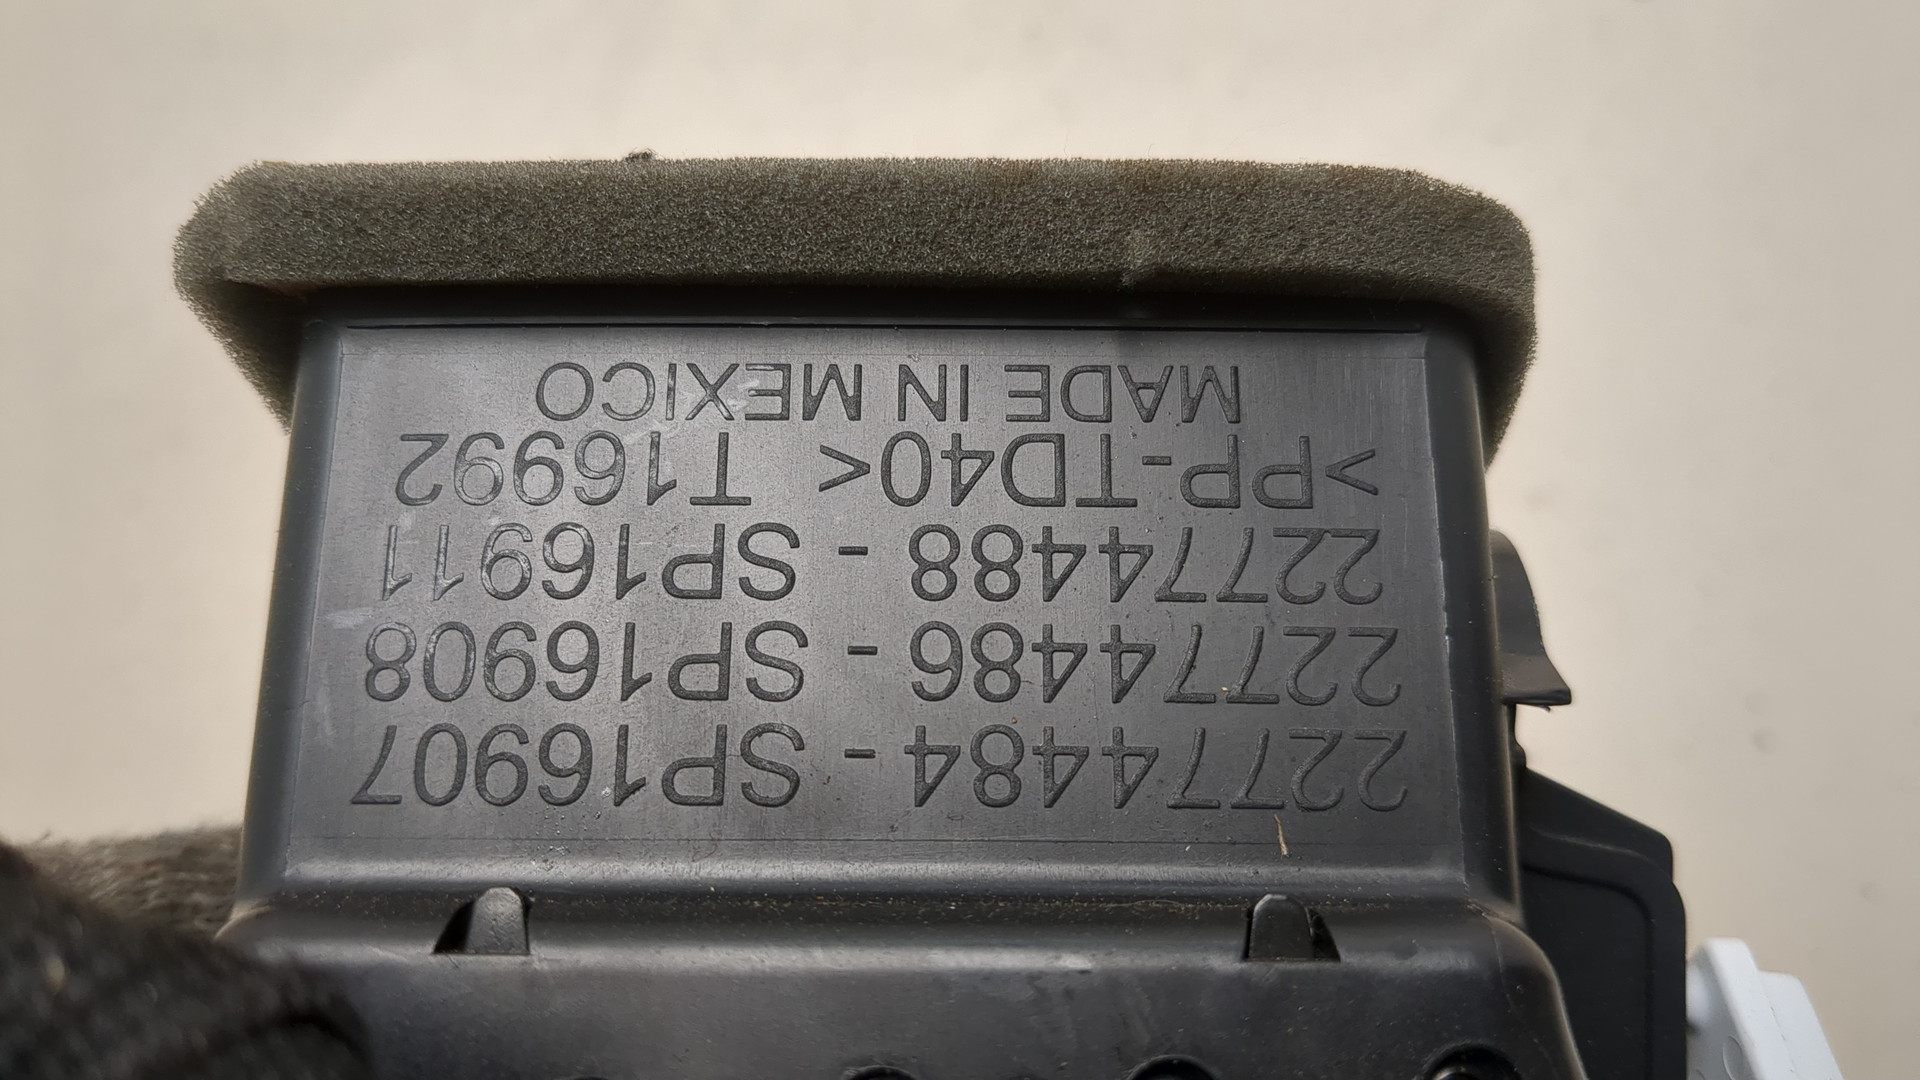 22774484 - SP16907
22774486 - SP16908
22774488 - SP16911
>PP-TD40< T16992
MADE IN MEXICO